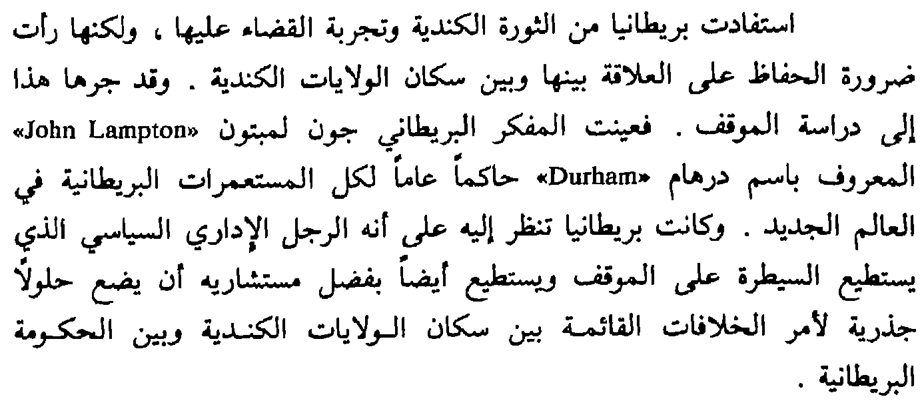 استفادت بريطانيا من الثورة الكندية وتجربة القضاء عليها ، ولكنها رأت
ضرورة الحفاظ على العلاقة بينها وبين سكان الولايات الكندية . وقد جرها هذا
إلى دراسة الموقف . فعينت المفكر البريطاني جون لمبتون «John Lampton»
المعروف باسم درهام «Durham» حاكماً عاماً لكل المستعمرات البريطانية في
العالم الجديد . وكانت بريطانيا تنظر إليه على أنه الرجل الإداري السياسي الذي
يستطيع السيطرة على الموقف ويستطيع أيضاً بفضل مستشاريه أن يضع حلولاً
جذرية لأمر الخلافات القائمة بين سكان الولايات الكندية وبين الحكومة
البريطانية .